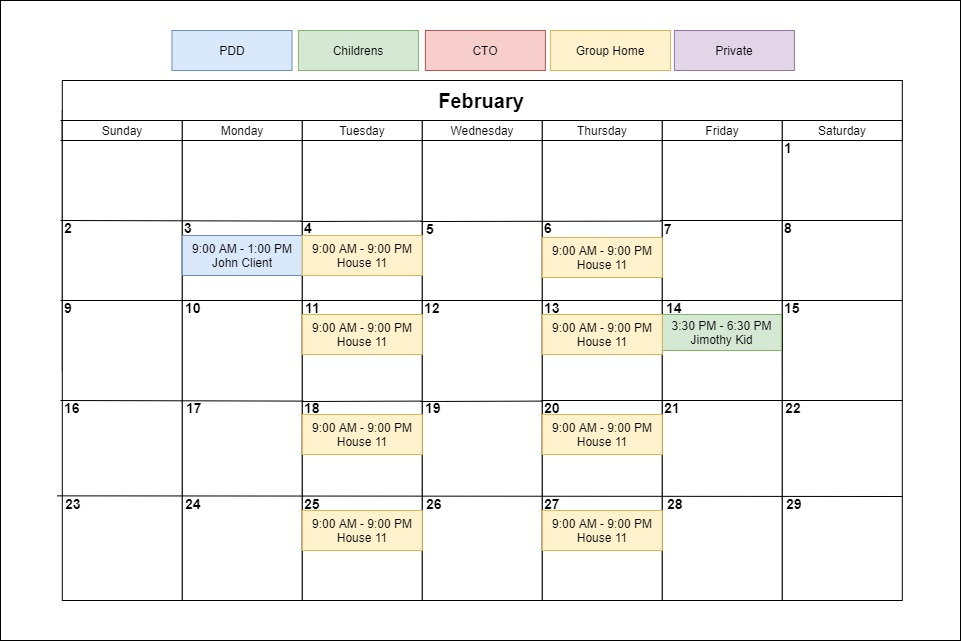 PDD Childrens CTO Group Home Private
February
Sunday Monday Tuesday Wednesday Thursday Friday Saturday
1
2 3 4 5 6 7 8
9:00 AM - 1:00 PM 9:00 AM - 9:00 PM 9:00 AM - 9:00 PM
John Client House 11 House 11
9 10 11 12 13 14 15
9:00 AM - 9:00 PM 9:00 AM - 9:00 PM 3:30 PM - 6:30 PM
House 11 House 11 Jimothy Kid
16 17 18 19 20 21 22
9:00 AM - 9:00 PM 9:00 AM - 9:00 PM
House 11 House 11
23 24 25 26 27 28 29
9:00 AM - 9:00 PM 9:00 AM - 9:00 PM
House 11 House 11